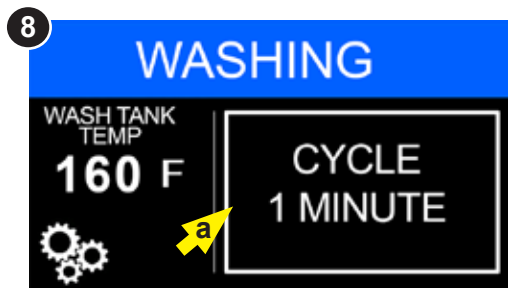 8
WASHING
WASH TANK
TEMP
160 F
CYCLE
1 MINUTE
a